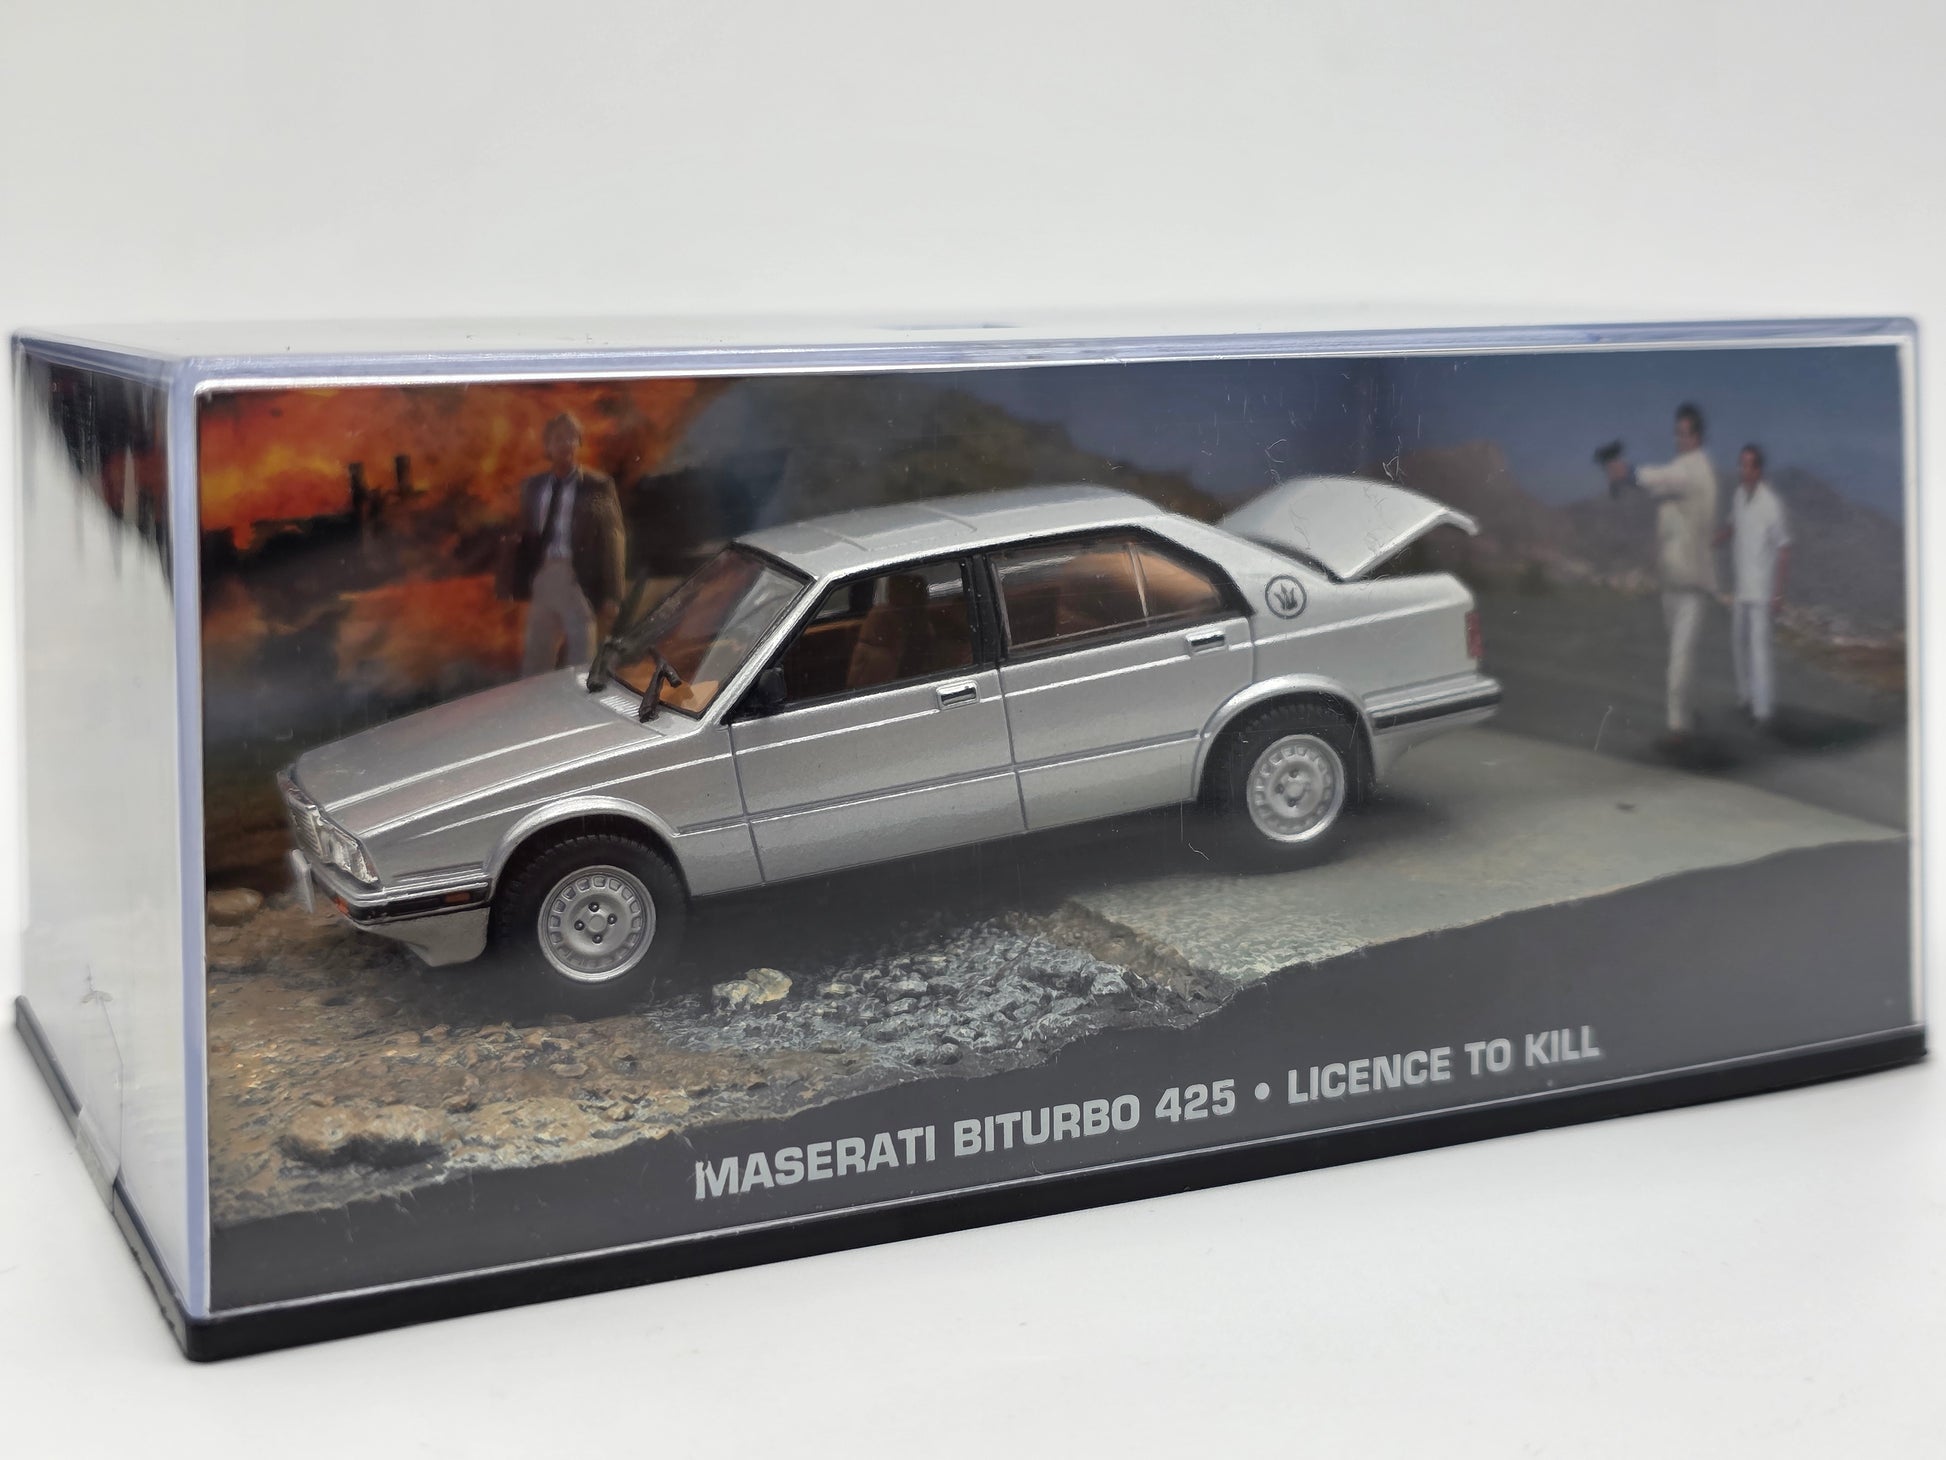 MASERATI BITURBO 425 • LICENCE TO KILL